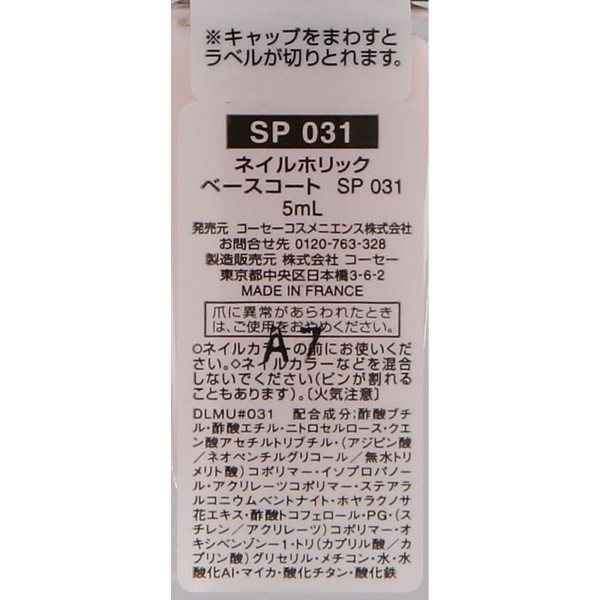 ※キャップをまわすと
ラベルが切りとれます。
SP 031
ネイルホリック
ベースコート SP 031
5mL
発売元 コーセーコスメニエンス株式会社
お問合せ先 0120-763-328
製造販売元 株式会社 コーセー
東京都中央区日本橋3-6-2
MADE IN FRANCE
爪に異常があらわれたとき
は、ご使用をおやめください。
A7
◇ネイルカラーの前にお使いくだ
さい。◇ネイルカラーなどを混合
しないでください(ビンが割れる
こともあります)。〔火気注意〕
DLMU#031 配合成分;酢酸ブチ
ル・酢酸エチル・ニトロセルロース・クエ
ン酸アセチルトリブチル・(アジピン酸
/ネオペンチルグリコール/無水トリ
メリト酸)コポリマー・イソプロパノー
ル・アクリレーツコポリマー・ステアラ
ルコニウムベントナイト・ホヤラクノサ
花エキス・酢酸トコフェロール・PG・(ス
チレン/アクリレーツ)コポリマー・オ
キシベンゾン-1・トリ(カプリル酸/カ
プリン酸)グリセリル・メチコン・水・水
酸化Al・マイカ・酸化チタン・酸化鉄